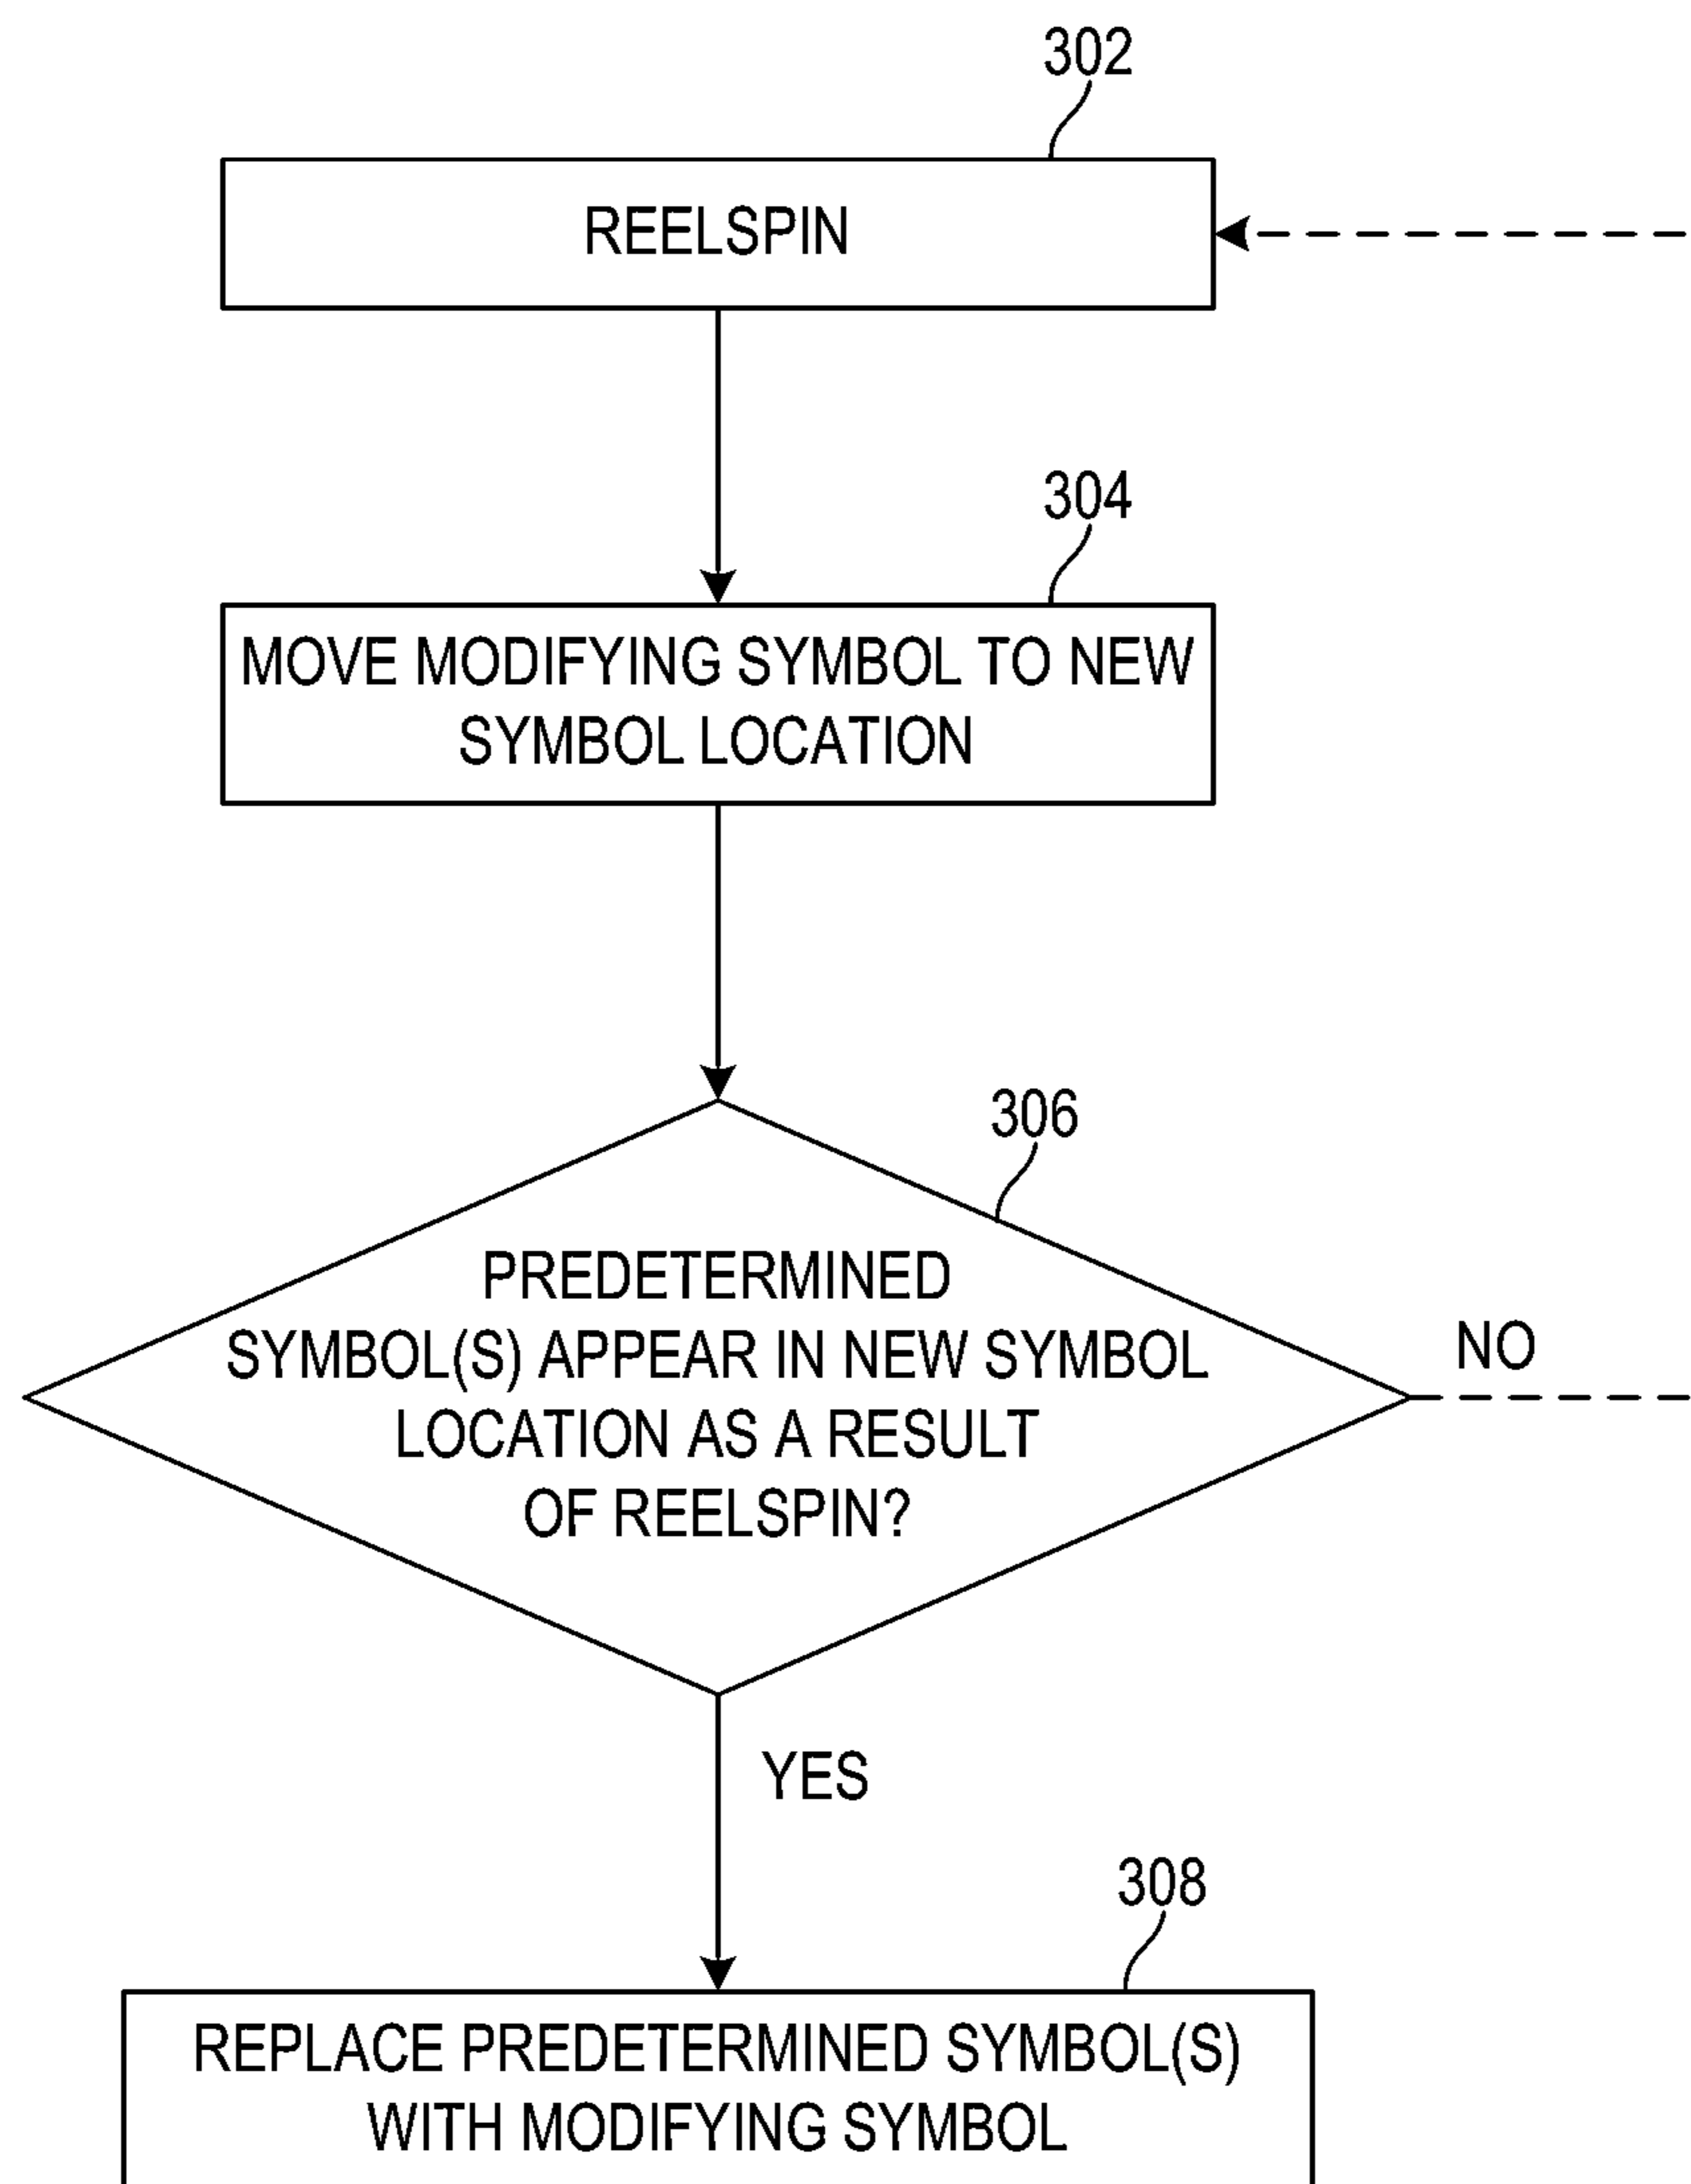 302
REELSPIN
304
MOVE MODIFYING SYMBOL TO NEW
SYMBOL LOCATION
306
PREDETERMINED
SYMBOL(S) APPEAR IN NEW SYMBOL
LOCATION AS A RESULT
OF REELSPIN?
NO
YES
308
REPLACE PREDETERMINED SYMBOL(S)
WITH MODIFYING SYMBOL